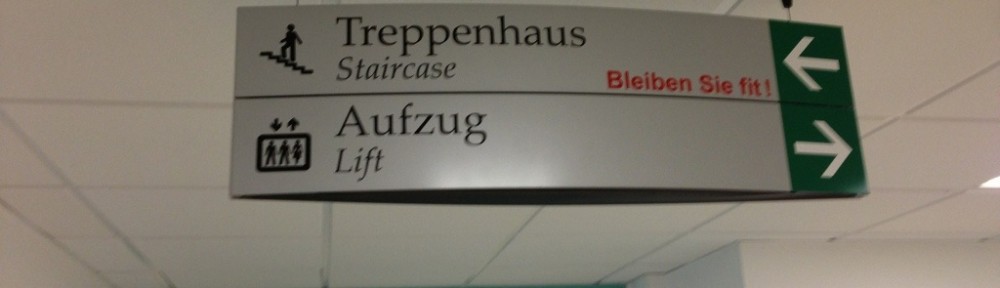 Treppenhaus
Staircase
Bleiben Sie fit!
Aufzug
Lift